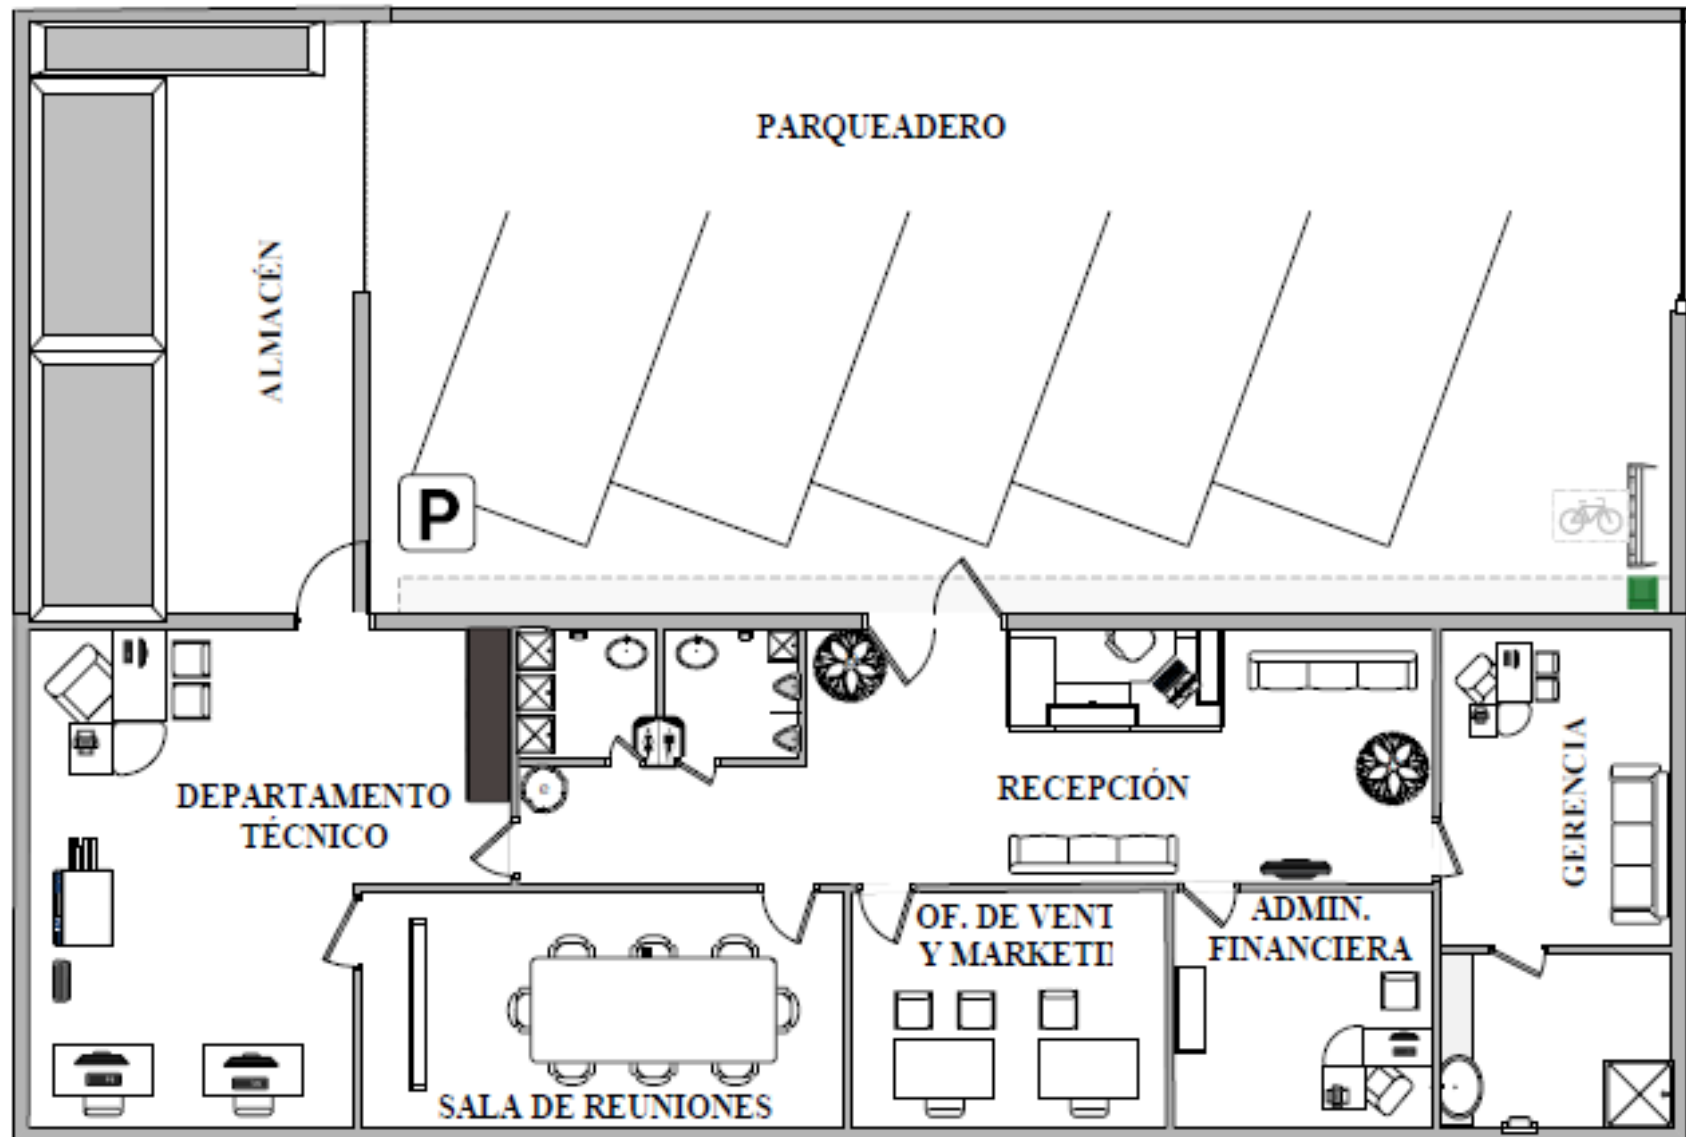 PARQUEADERO
ALMACÉN
P
DEPARTAMENTO
TÉCNICO
RECEPCIÓN
GERENCIA
OF. DE VENT
Y MARKETI
ADMIN.
FINANCIERA
SALA DE REUNIONES